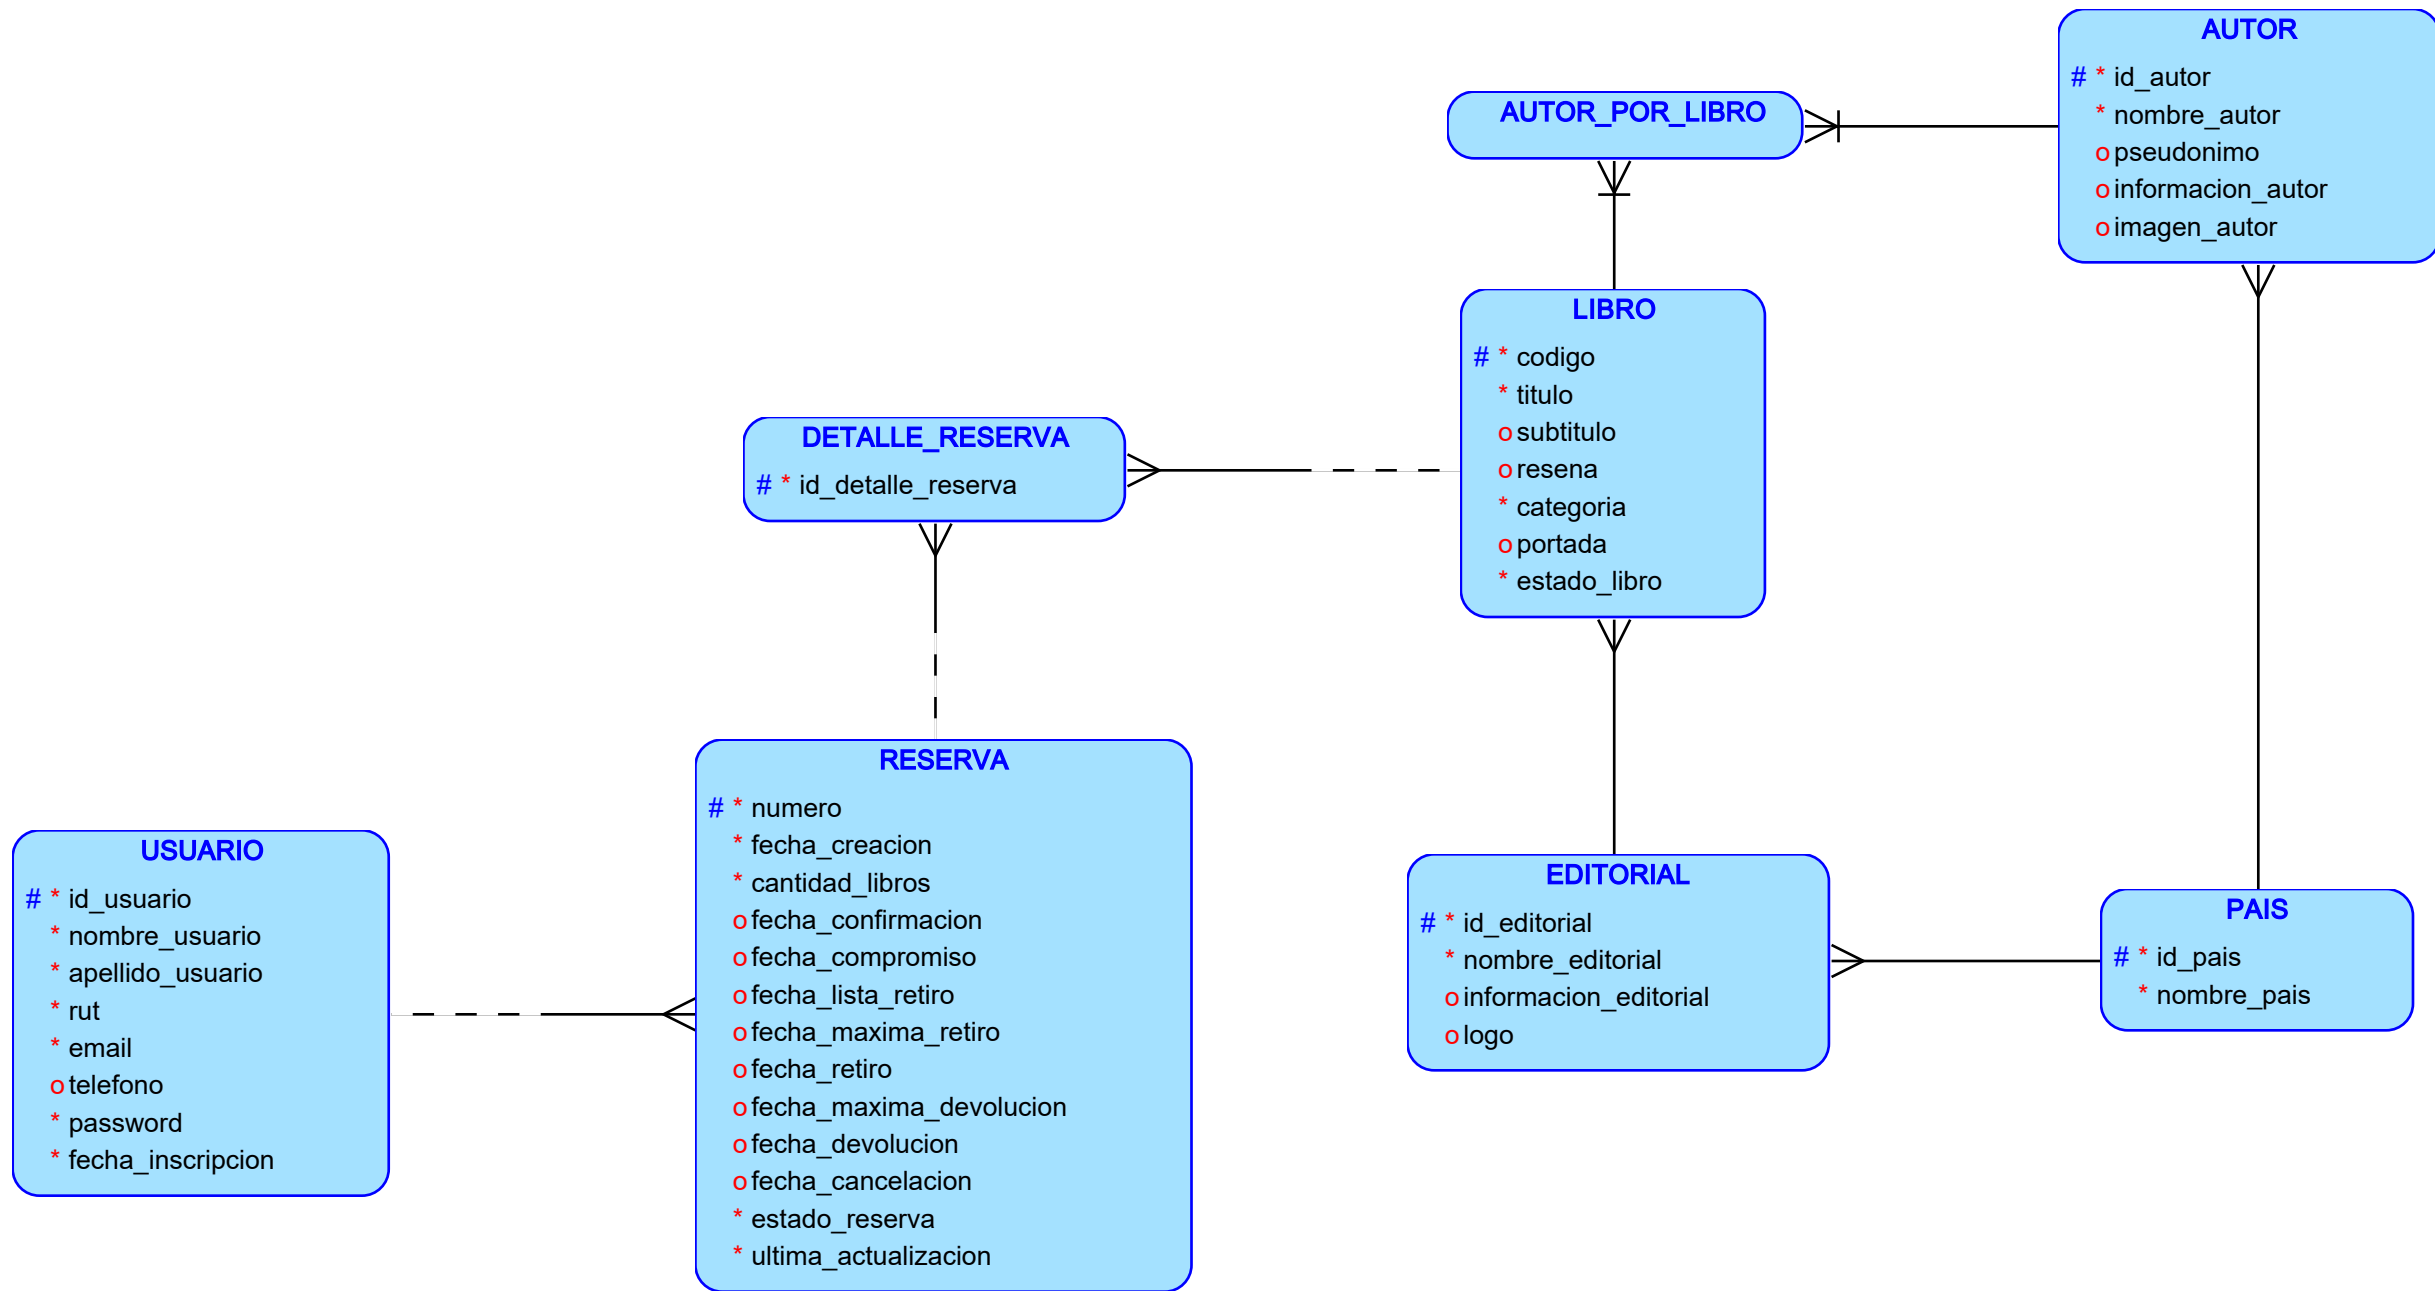 AUTOR
# * id_autor
* nombre_autor
o pseudonimo
o informacion_autor
o imagen_autor
AUTOR_POR_LIBRO
LIBRO
# * codigo
* titulo
o subtitulo
o resena
* categoria
o portada
* estado_libro
DETALLE_RESERVA
# * id_detalle_reserva
RESERVA
# * numero
* fecha_creacion
* cantidad_libros
o fecha_confirmacion
o fecha_compromiso
o fecha_lista_retiro
o fecha_maxima_retiro
o fecha_retiro
o fecha_maxima_devolucion
o fecha_devolucion
o fecha_cancelacion
* estado_reserva
* ultima_actualizacion
USUARIO
# * id_usuario
* nombre_usuario
* apellido_usuario
* rut
* email
o telefono
* password
* fecha_inscripcion
EDITORIAL
# * id_editorial
* nombre_editorial
o informacion_editorial
o logo
PAIS
# * id_pais
* nombre_pais